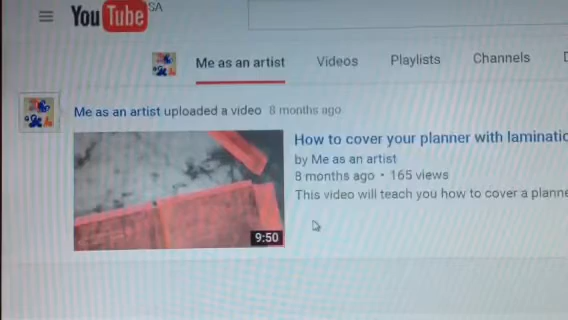 YouTube SA
Me as an artist Videos Playlists Channels
Me as an artist uploaded a video 8 months ago
How to cover your planner with laminatio
by Me as an artist
8 months ago • 165 views
This video will teach you how to cover a planne
9:50